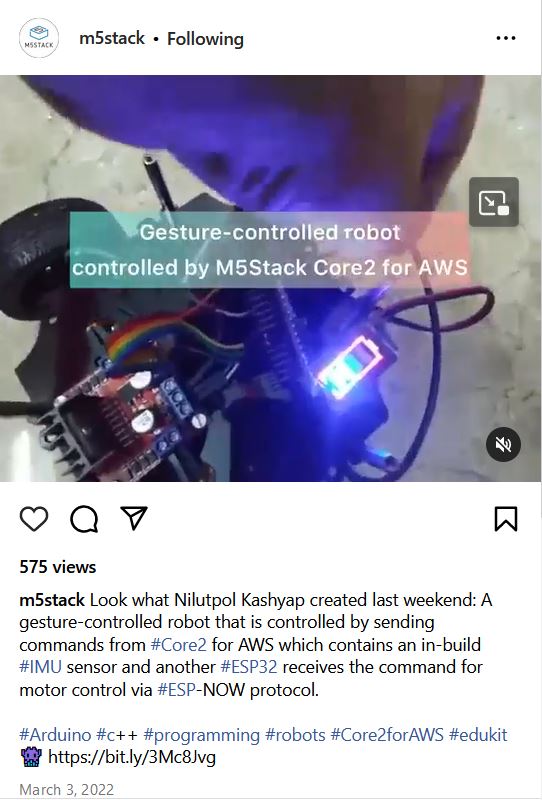 M5STACK
m5stack • Following
Gesture-controlled robot
controlled by M5Stack Core2 for AWS
575 views
m5stack Look what Nilutpol Kashyap created last weekend: A
gesture-controlled robot that is controlled by sending
commands from #Core2 for AWS which contains an in-build
#IMU sensor and another #ESP32 receives the command for
motor control via #ESP-NOW protocol.
#Arduino #c++ #programming #robots #Core2forAWS #edukit
👾 https://bit.ly/3Mc8Jvg
March 3, 2022